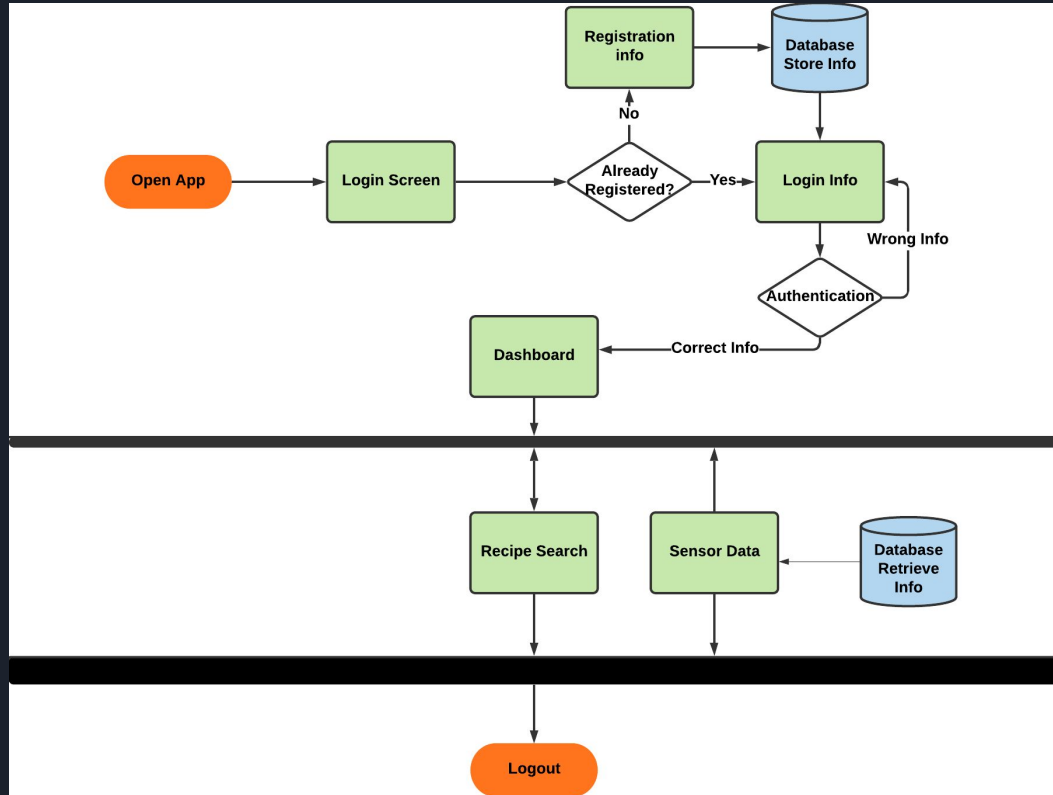 Registration
info
Database
Store Info
No
Open App
Login Screen
Already
Registered?
Yes
Login Info
Wrong Info
Authentication
Correct Info
Dashboard
Recipe Search
Sensor Data
Database
Retrieve
Info
Logout